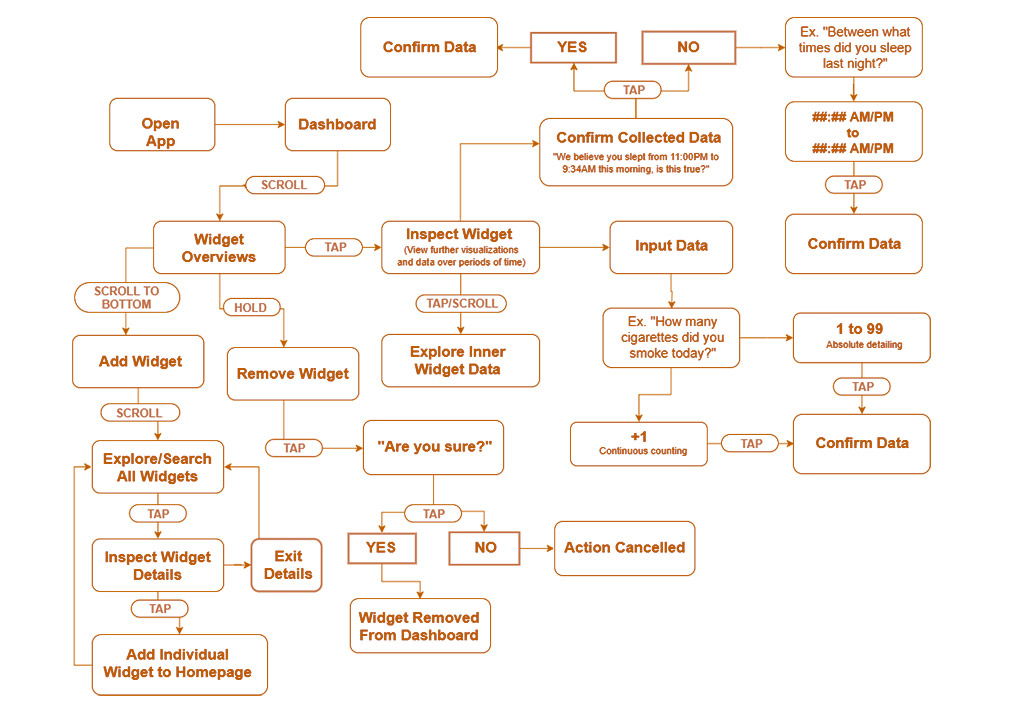 Confirm Data
YES
NO
Ex. "Between what
times did you sleep
last night?"
TAP
Open
App
Dashboard
Confirm Collected Data
"We believe you slept from 11:00PM to
9:34AM this morning, is this true?"
##:## AM/PM
to
##:## AM/PM
SCROLL
TAP
Widget
Overviews
TAP
Inspect Widget
(View further visualizations
and data over periods of time)
Input Data
Confirm Data
SCROLL TO
BOTTOM
HOLD
TAP/SCROLL
Ex. "How many
cigarettes did you
smoke today?"
1 to 99
Absolute detailing
Add Widget
Remove Widget
Explore Inner
Widget Data
TAP
SCROLL
TAP
"Are you sure?"
+1
Continuous counting
TAP
Confirm Data
Explore/Search
All Widgets
TAP
TAP
YES
NO
Action Cancelled
Inspect Widget
Details
Exit
Details
TAP
Widget Removed
From Dashboard
Add Individual
Widget to Homepage